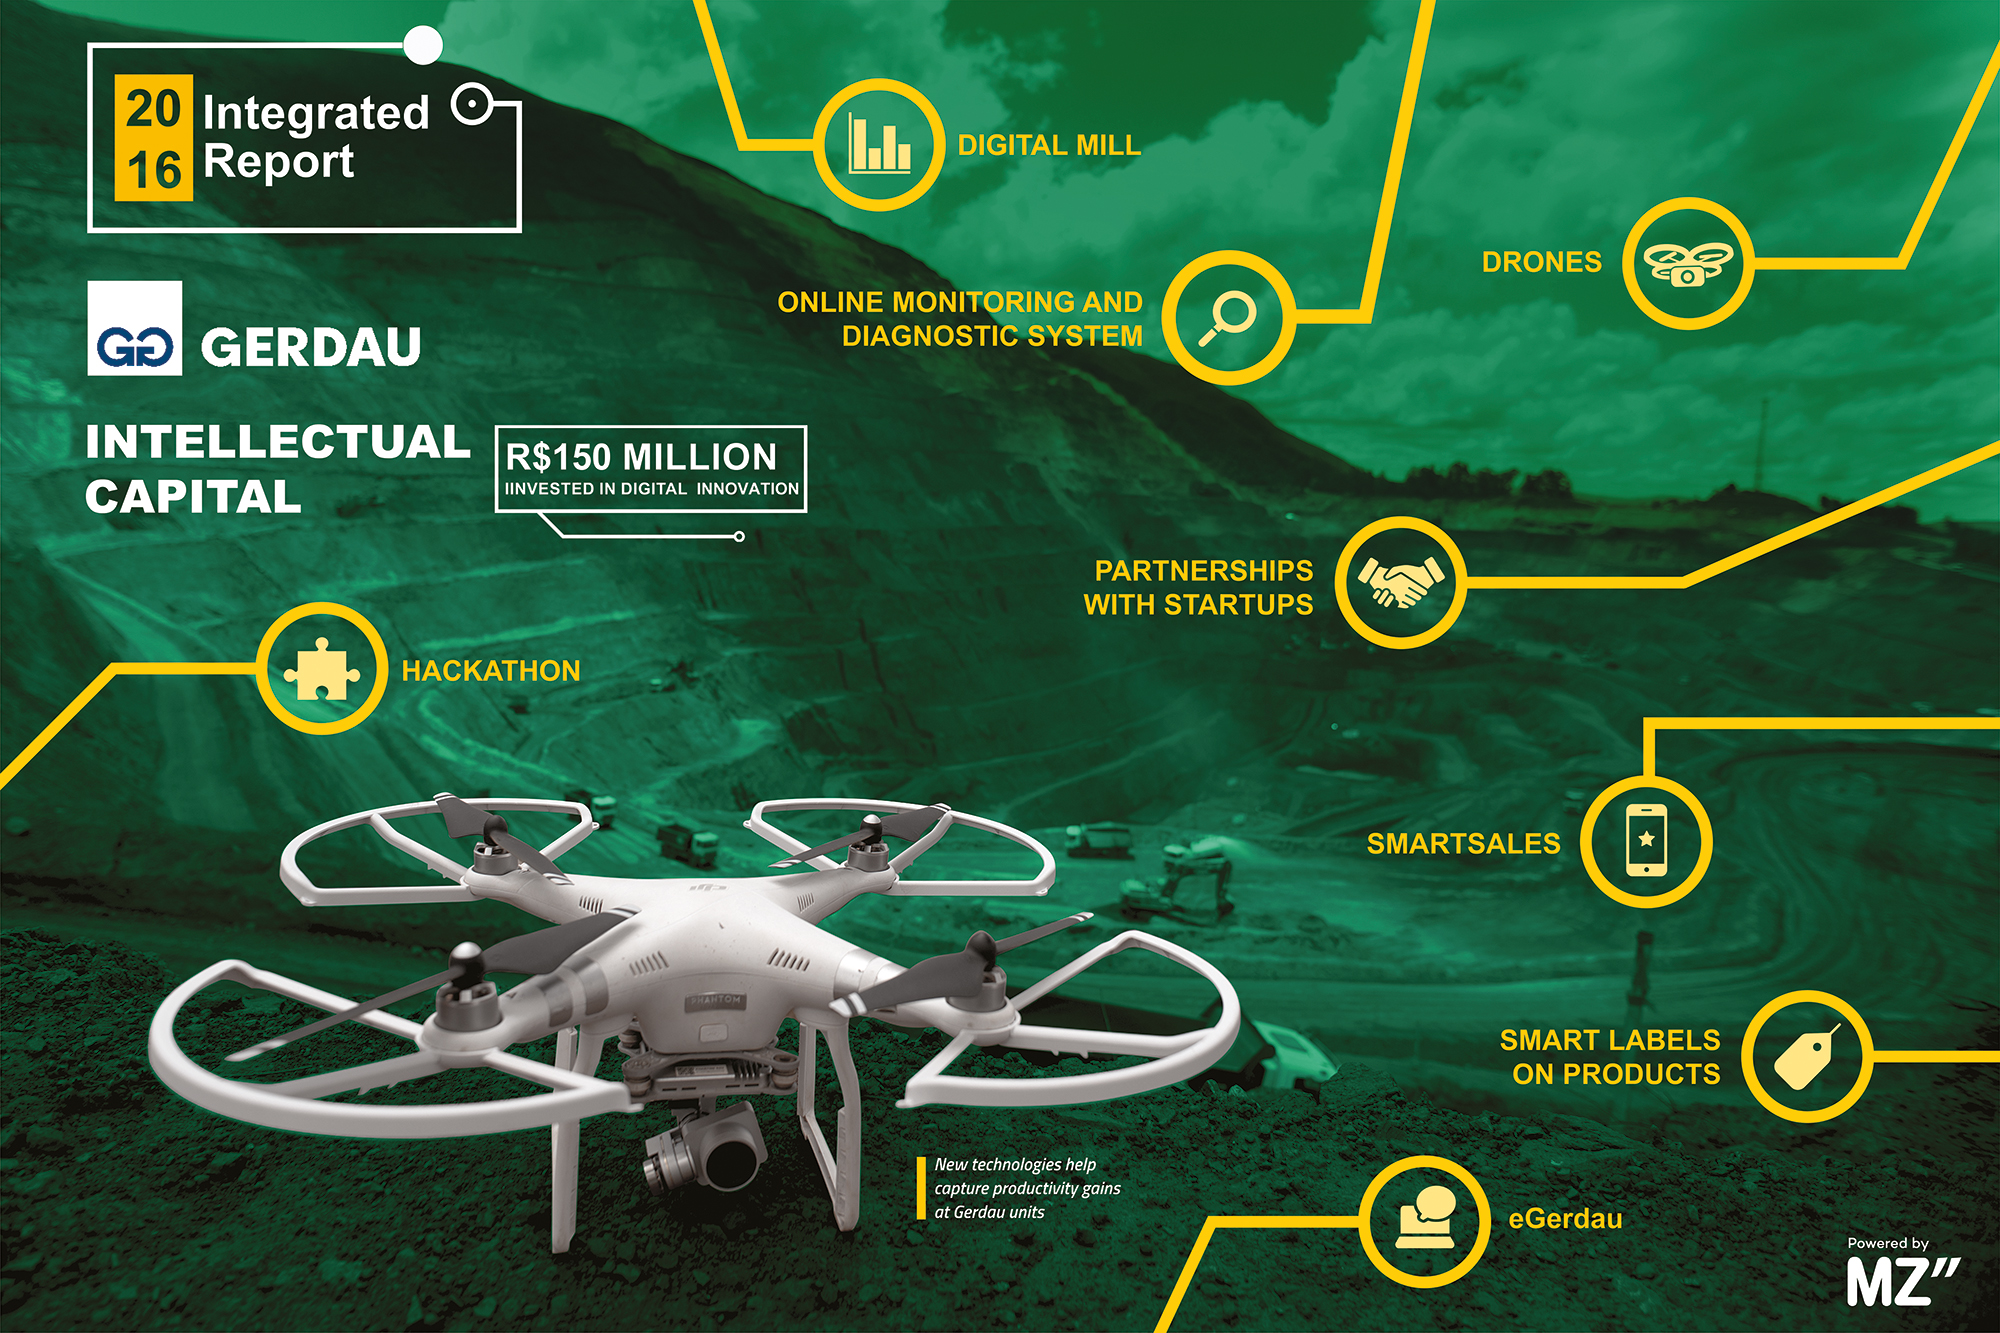 20
16
Integrated
Report
GG
GERDAU
INTELLECTUAL
CAPITAL
R$150 MILLION
IINVESTED IN DIGITAL INNOVATION
DIGITAL MILL
ONLINE MONITORING AND
DIAGNOSTIC SYSTEM
DRONES
PARTNERSHIPS
WITH STARTUPS
HACKATHON
SMARTSALES
SMART LABELS
ON PRODUCTS
PHANTOM
New technologies help
capture productivity gains
at Gerdau units
eGerdau
Powered by
MZ